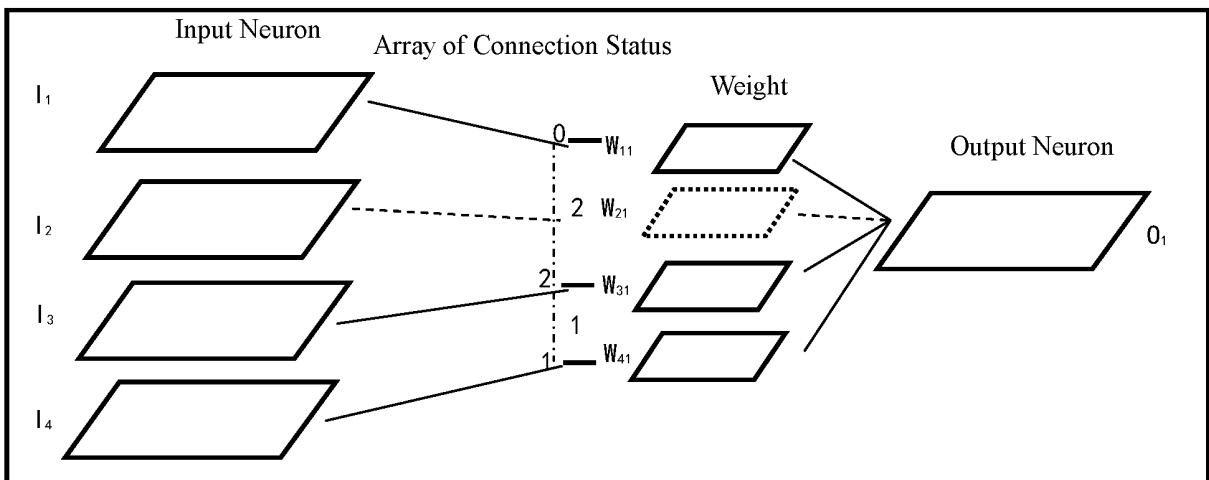 Input Neuron
Array of Connection Status
Weight
Output Neuron
I₁
0
W₁₁
I₂
2
W₂₁
O₁
2
W₃₁
I₃
1
1
W₄₁
I₄